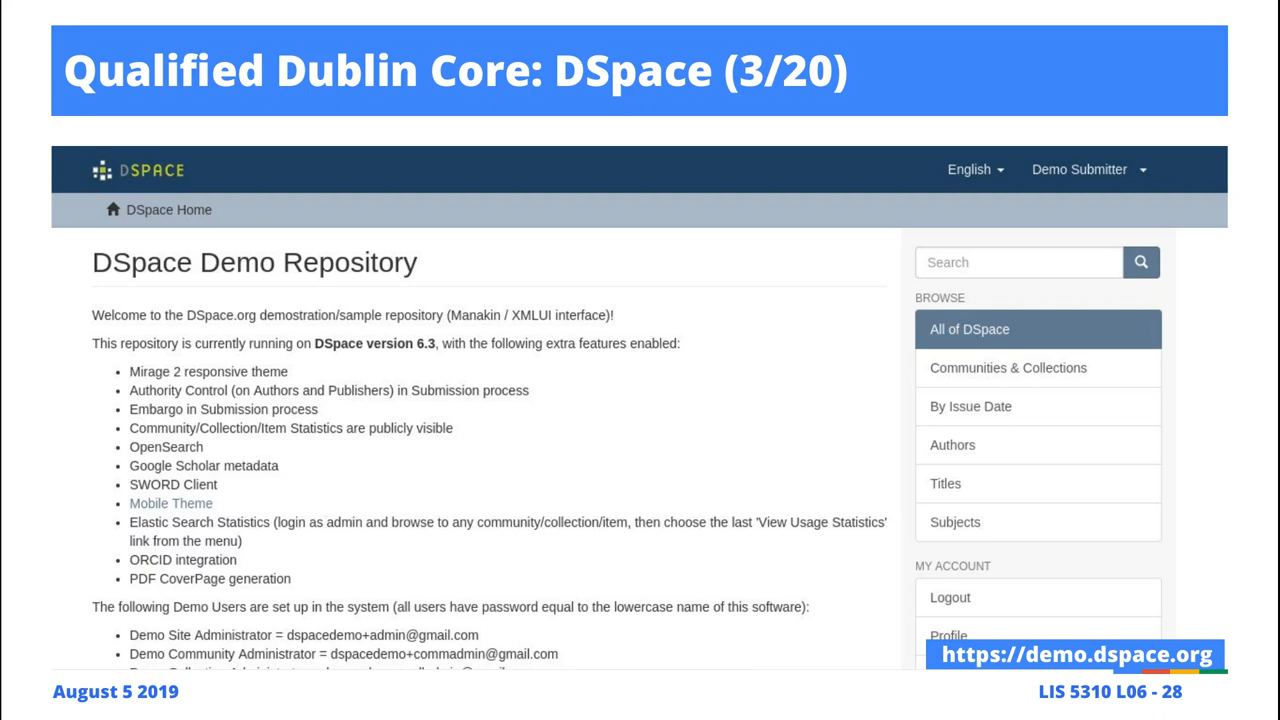 Qualified Dublin Core: DSpace (3/20)
DSPACE
English
Demo Submitter
DSpace Home
DSpace Demo Repository
Welcome to the DSpace.org demostration/sample repository (Manakin / XMLUI interface)!
This repository is currently running on DSpace version 6.3, with the following extra features enabled:
Mirage 2 responsive theme
Authority Control (on Authors and Publishers) in Submission process
Embargo in Submission process
Community/Collection/Item Statistics are publicly visible
OpenSearch
Google Scholar metadata
SWORD Client
Mobile Theme
Elastic Search Statistics (login as admin and browse to any community/collection/item, then choose the last 'View Usage Statistics'
link from the menu)
ORCID integration
PDF CoverPage generation
The following Demo Users are set up in the system (all users have password equal to the lowercase name of this software):
Demo Site Administrator = dspacedemo+admin@gmail.com
Demo Community Administrator = dspacedemo+commadmin@gmail.com
Search
BROWSE
All of DSpace
Communities & Collections
By Issue Date
Authors
Titles
Subjects
MY ACCOUNT
Logout
Profile
https://demo.dspace.org
August 5 2019
LIS 5310 L06 - 28